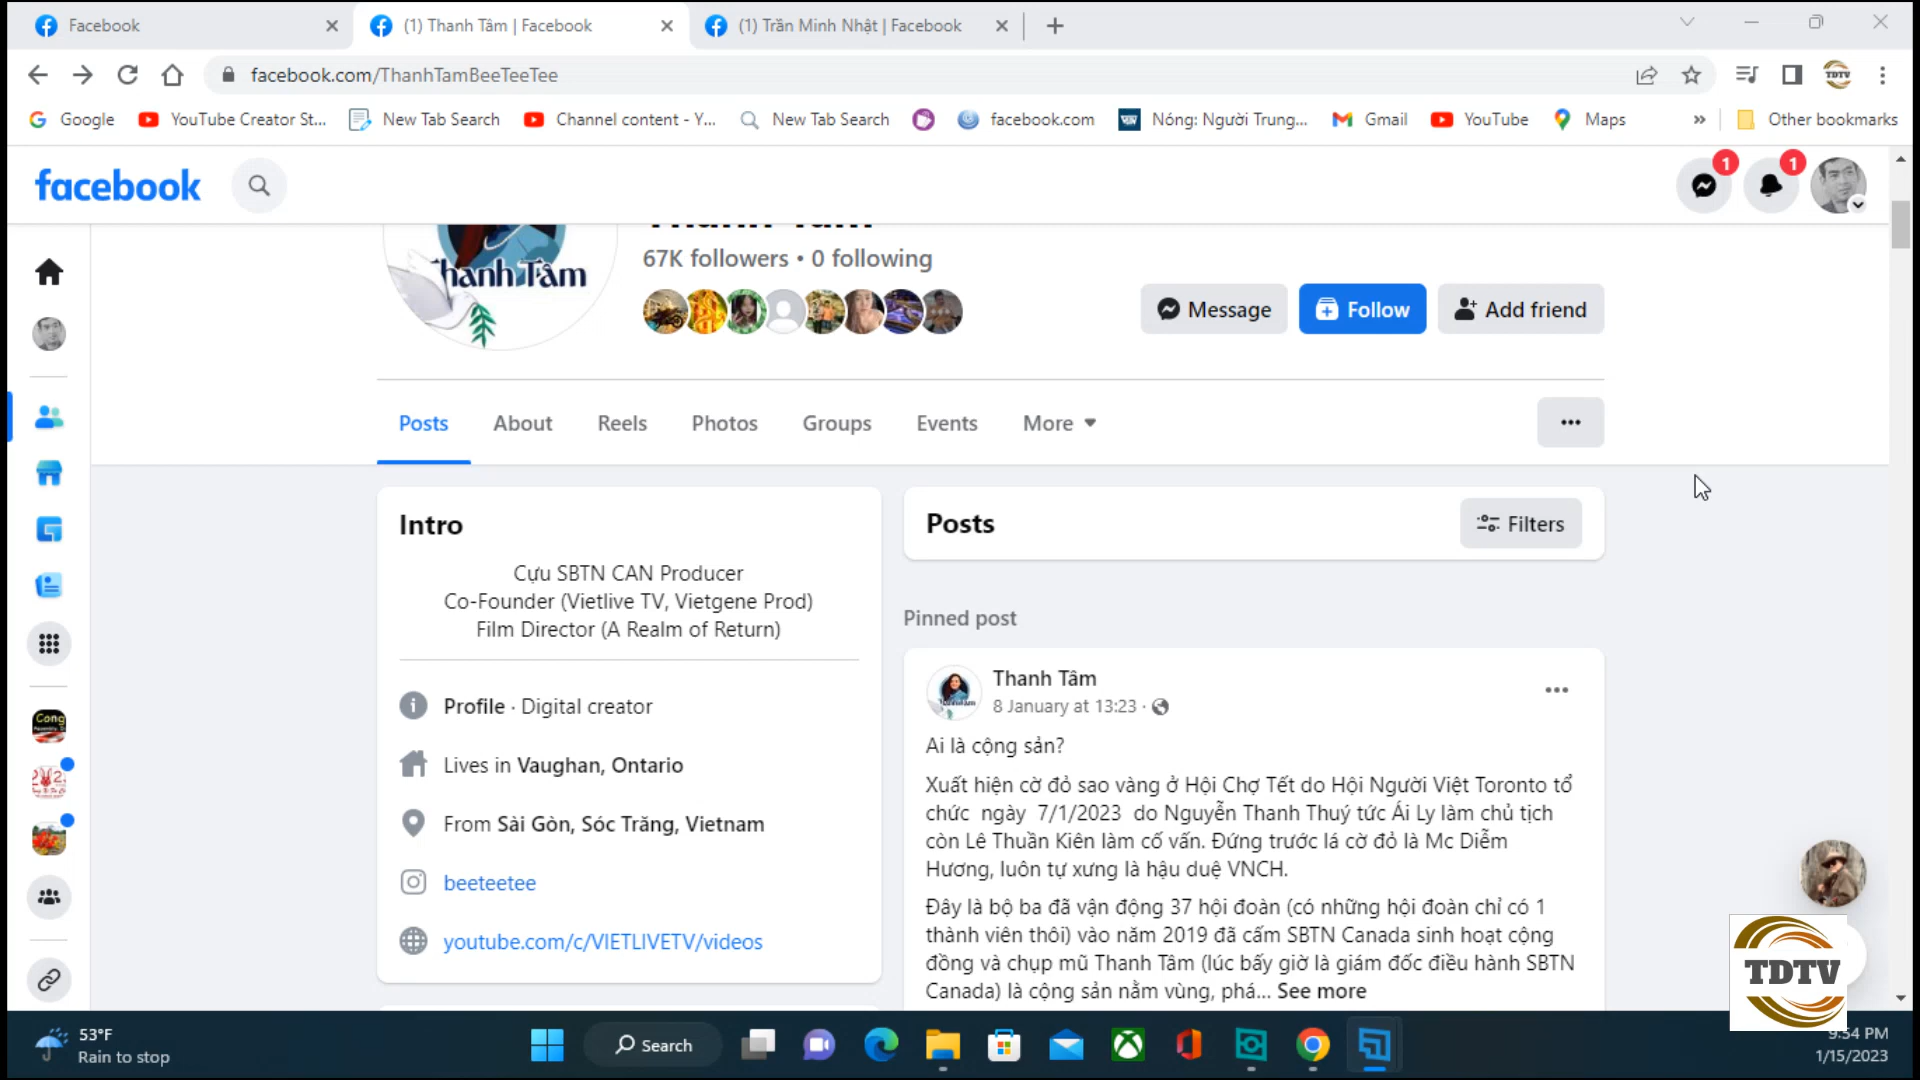 Facebook
(1) Thanh Tâm | Facebook
(1) Trần Minh Nhật | Facebook
facebook.com/ThanhTamBeeTeeTee
TDTV
Google
YouTube Creator St...
New Tab Search
Channel content - Y...
New Tab Search
facebook.com
Nóng: Người Trung...
Gmail
YouTube
Maps
Other bookmarks
facebook
1
1
Thanh Tâm
67K followers • 0 following
Message
Follow
Add friend
Posts
About
Reels
Photos
Groups
Events
More
Intro
Cựu SBTN CAN Producer
Co-Founder (Vietlive TV, Vietgene Prod)
Film Director (A Realm of Return)
Profile · Digital creator
Lives in Vaughan, Ontario
From Sài Gòn, Sóc Trăng, Vietnam
beeteetee
youtube.com/c/VIETLIVETV/videos
Posts
Filters
Pinned post
Thanh Tâm
8 January at 13:23 ·
Ai là cộng sản?
Xuất hiện cờ đỏ sao vàng ở Hội Chợ Tết do Hội Người Việt Toronto tổ
chức ngày 7/1/2023 do Nguyễn Thanh Thuý tức Ái Ly làm chủ tịch
còn Lê Thuần Kiên làm cố vấn. Đứng trước lá cờ đỏ là Mc Diễm
Hương, luôn tự xưng là hậu duệ VNCH.
Đây là bộ ba đã vận động 37 hội đoàn (có những hội đoàn chỉ có 1
thành viên thôi) vào năm 2019 đã cấm SBTN Canada sinh hoạt cộng
đồng và chụp mũ Thanh Tâm (lúc bấy giờ là giám đốc điều hành SBTN
Canada) là cộng sản nằm vùng, phá... See more
Cong
TDTV
53°F
Rain to stop
Search
9:54 PM
1/15/2023